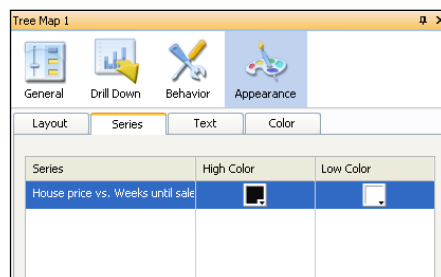 Tree Map 1
General Drill Down Behavior Appearance
Layout Series Text Color
Series High Color Low Color
House price vs. Weeks until sale